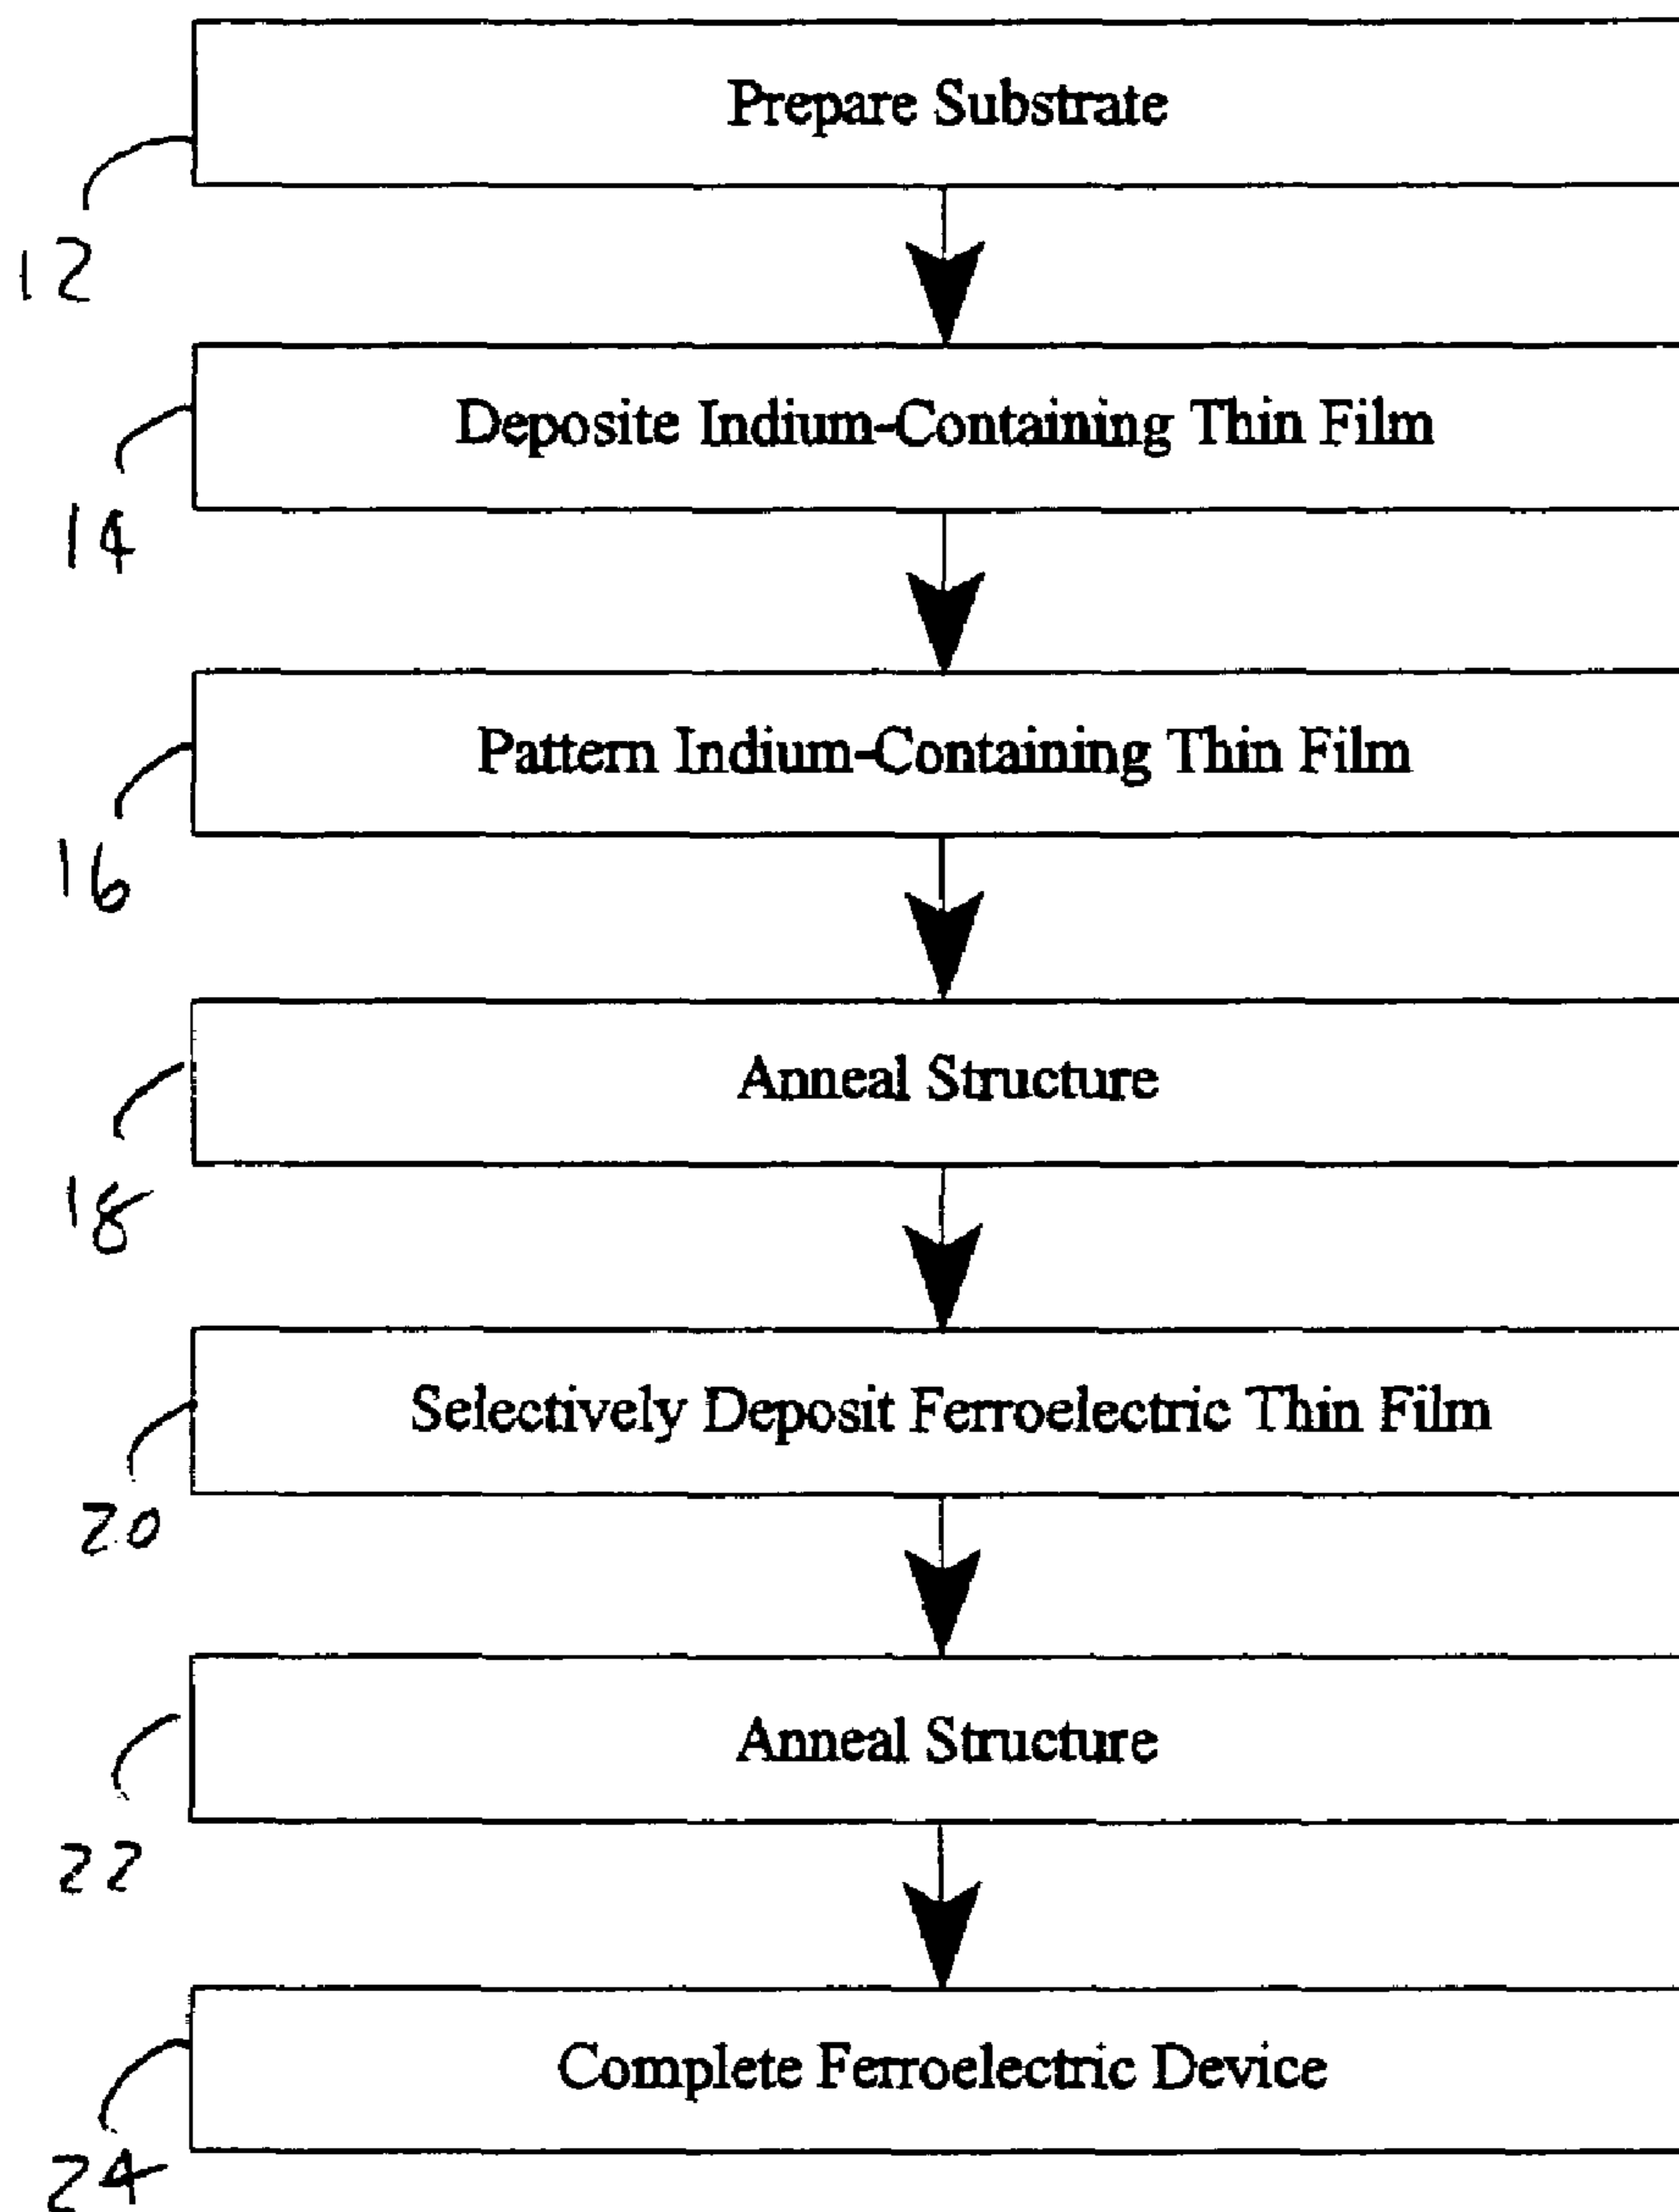 Prepare Substrate
12
Deposite Indium-Containing Thin Film
14
Pattern Indium-Containing Thin Film
16
Anneal Structure
18
Selectively Deposit Ferroelectric Thin Film
20
Anneal Structure
22
Complete Ferroelectric Device
24